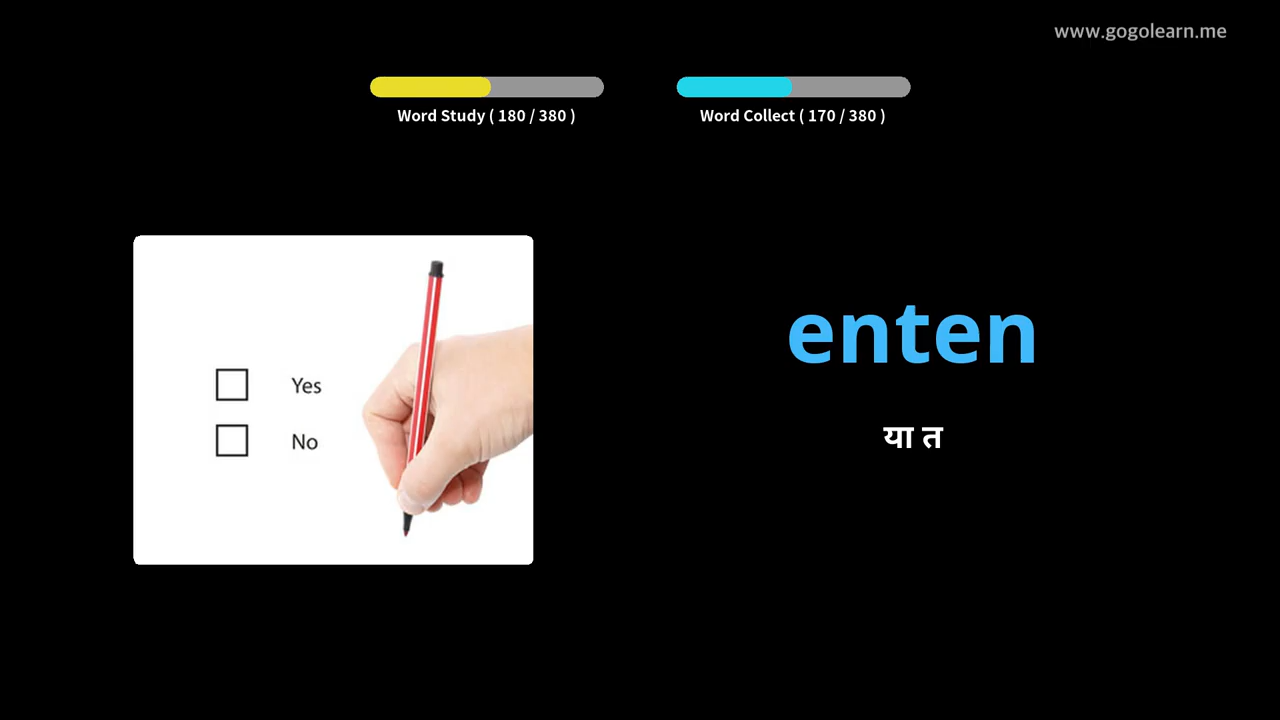 www.gogolearn.me
Word Study ( 180 / 380 )
Word Collect ( 170 / 380 )
Yes
No
enten
या त